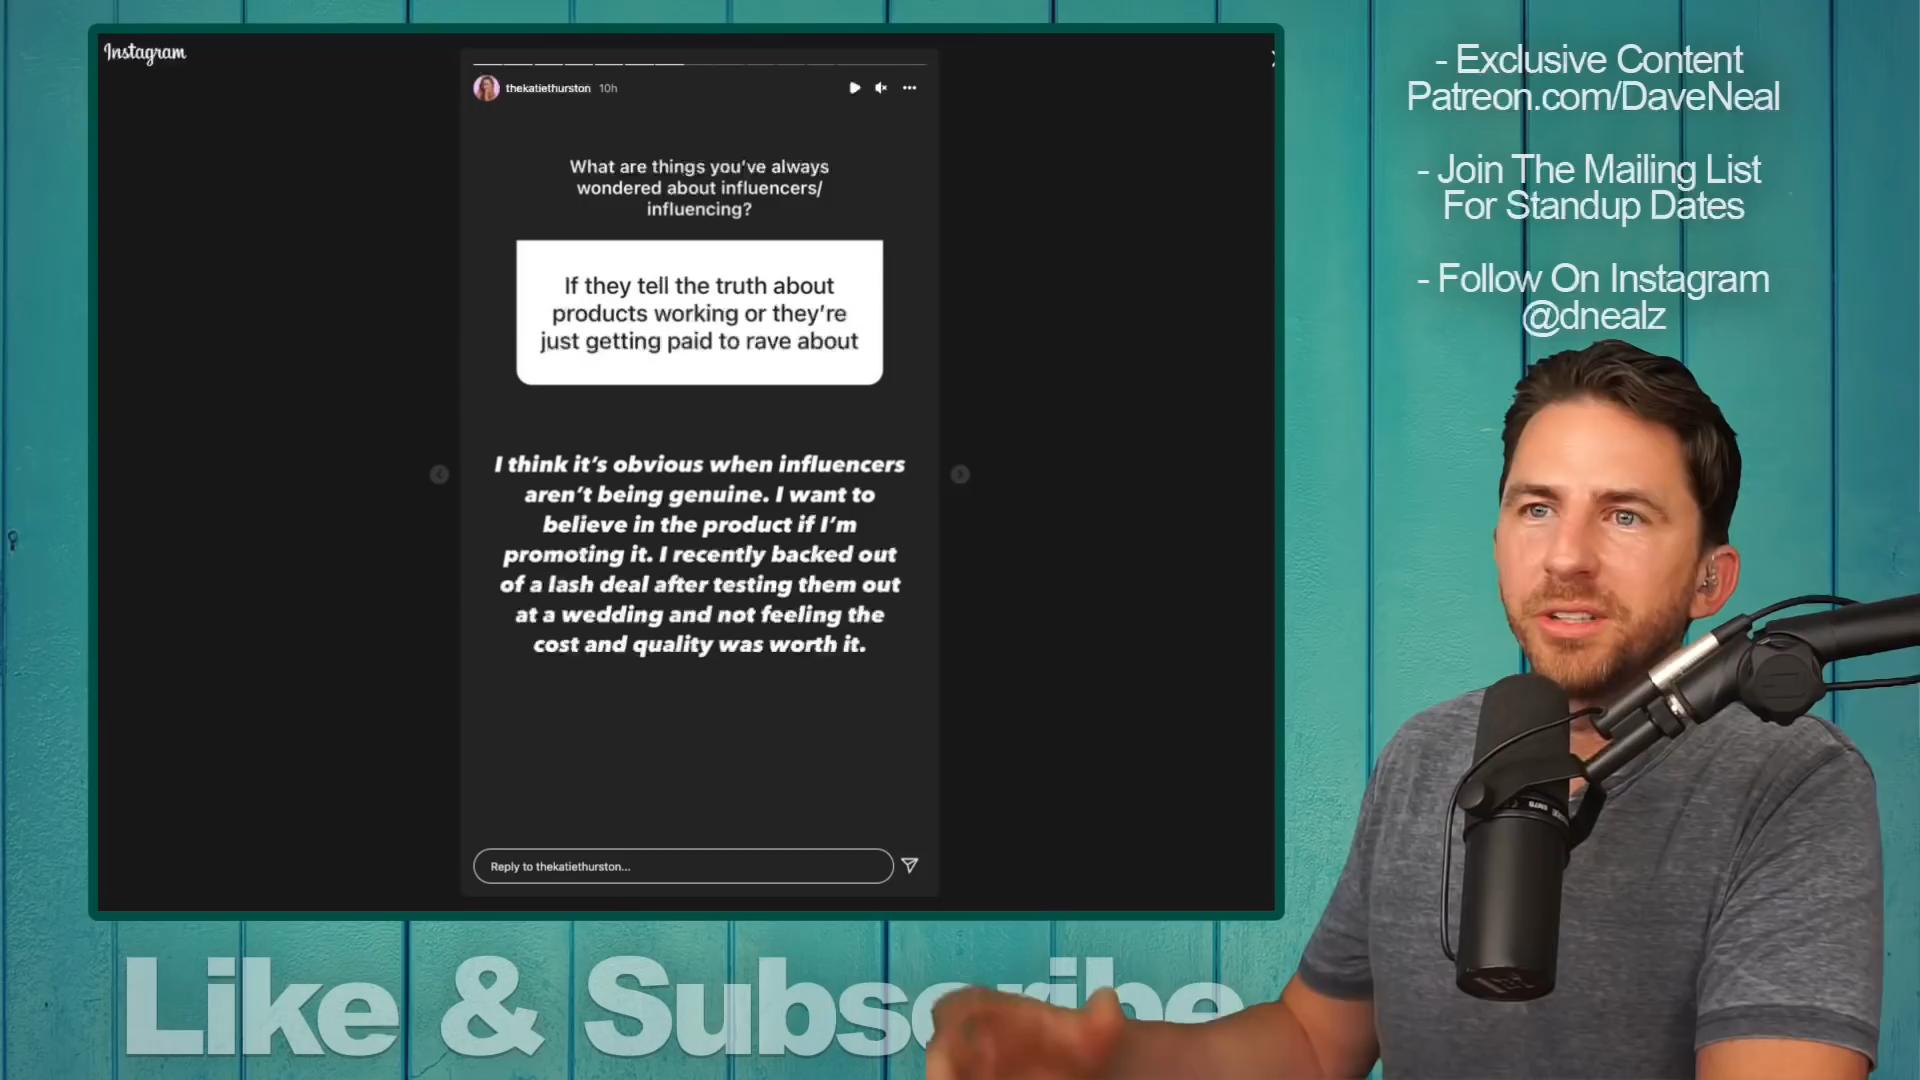 Instagram
thekatiethurston 10h
What are things you've always
wondered about influencers/
influencing?
If they tell the truth about
products working or they're
just getting paid to rave about
I think it's obvious when influencers
aren't being genuine. I want to
believe in the product if I'm
promoting it. I recently backed out
of a lash deal after testing them out
at a wedding and not feeling the
cost and quality was worth it.
Reply to thekatiethurston...
- Exclusive Content
Patreon.com/DaveNeal
- Join The Mailing List
For Standup Dates
- Follow On Instagram
@dnealz
Like & Subscribe